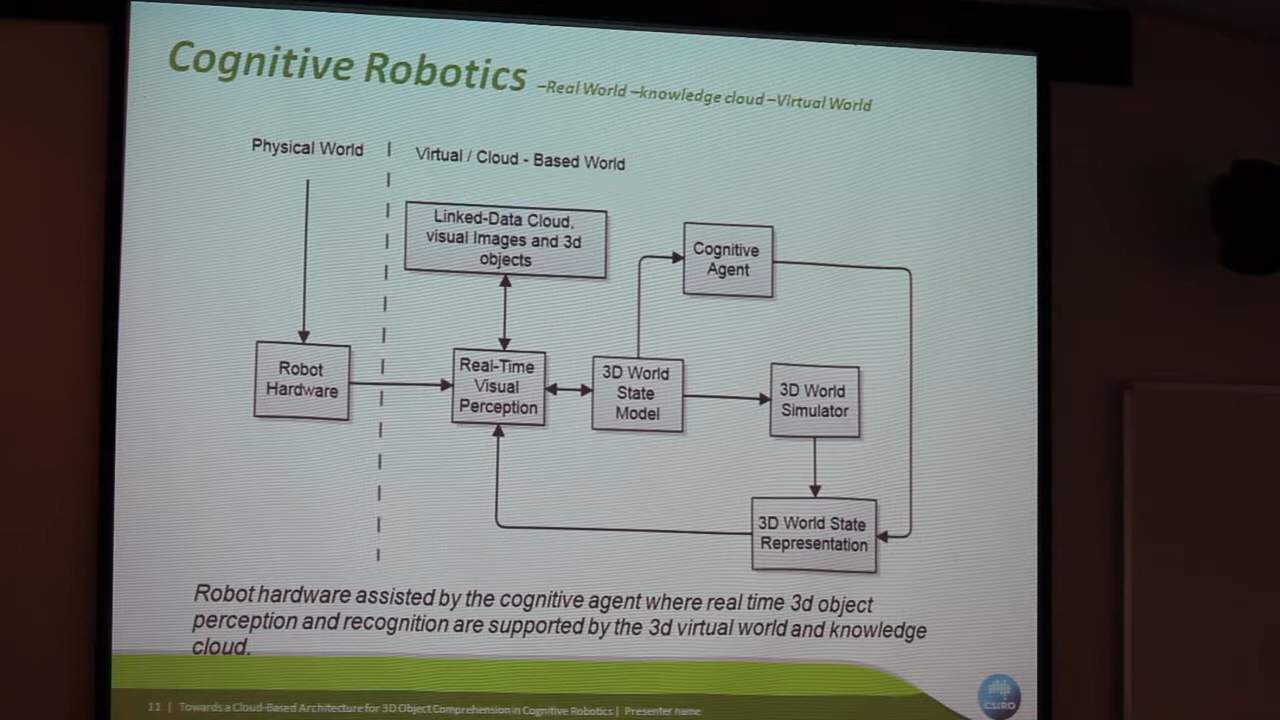 Cognitive Robotics –Real World –knowledge cloud –Virtual World
Physical World
Virtual / Cloud - Based World
Linked-Data Cloud,
visual Images and 3d
objects
Cognitive
Agent
Robot
Hardware
Real-Time
Visual
Perception
3D World
State
Model
3D World
Simulator
3D World State
Representation
Robot hardware assisted by the cognitive agent where real time 3d object
perception and recognition are supported by the 3d virtual world and knowledge
cloud.
11 | Towards a Cloud-Based Architecture for 3D Object Comprehension in Cognitive Robotics | Presenter name
CSIRO